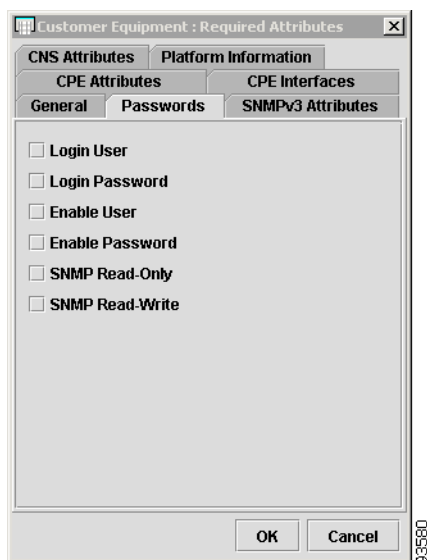 Customer Equipment : Required Attributes
CNS Attributes Platform Information
CPE Attributes CPE Interfaces
General Passwords SNMPv3 Attributes
Login User
Login Password
Enable User
Enable Password
SNMP Read-Only
SNMP Read-Write
OK Cancel
93580